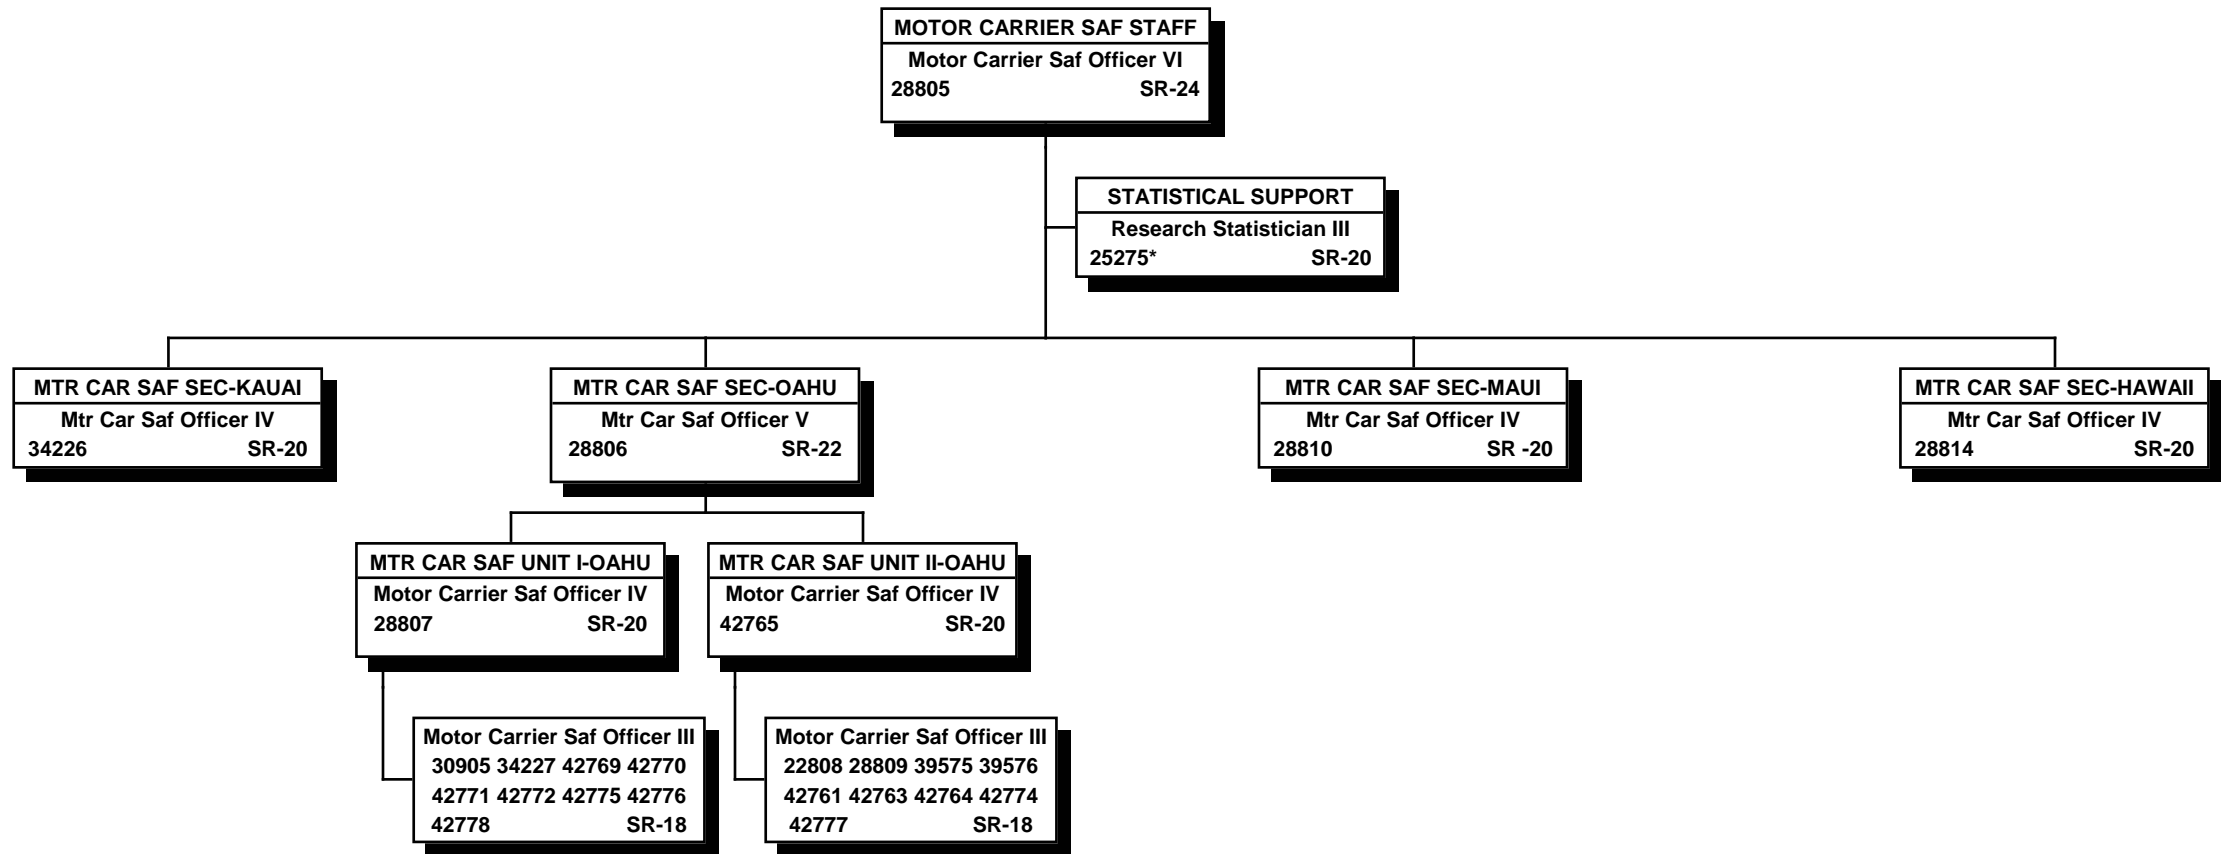 MOTOR CARRIER SAF STAFF
Motor Carrier Saf Officer VI
28805 SR-24
STATISTICAL SUPPORT
Research Statistician III
25275* SR-20
MTR CAR SAF SEC-KAUAI
Mtr Car Saf Officer IV
34226 SR-20
MTR CAR SAF SEC-OAHU
Mtr Car Saf Officer V
28806 SR-22
MTR CAR SAF SEC-MAUI
Mtr Car Saf Officer IV
28810 SR -20
MTR CAR SAF SEC-HAWAII
Mtr Car Saf Officer IV
28814 SR-20
MTR CAR SAF UNIT I-OAHU
Motor Carrier Saf Officer IV
28807 SR-20
MTR CAR SAF UNIT II-OAHU
Motor Carrier Saf Officer IV
42765 SR-20
Motor Carrier Saf Officer III
30905 34227 42769 42770
42771 42772 42775 42776
42778 SR-18
Motor Carrier Saf Officer III
22808 28809 39575 39576
42761 42763 42764 42774
42777 SR-18